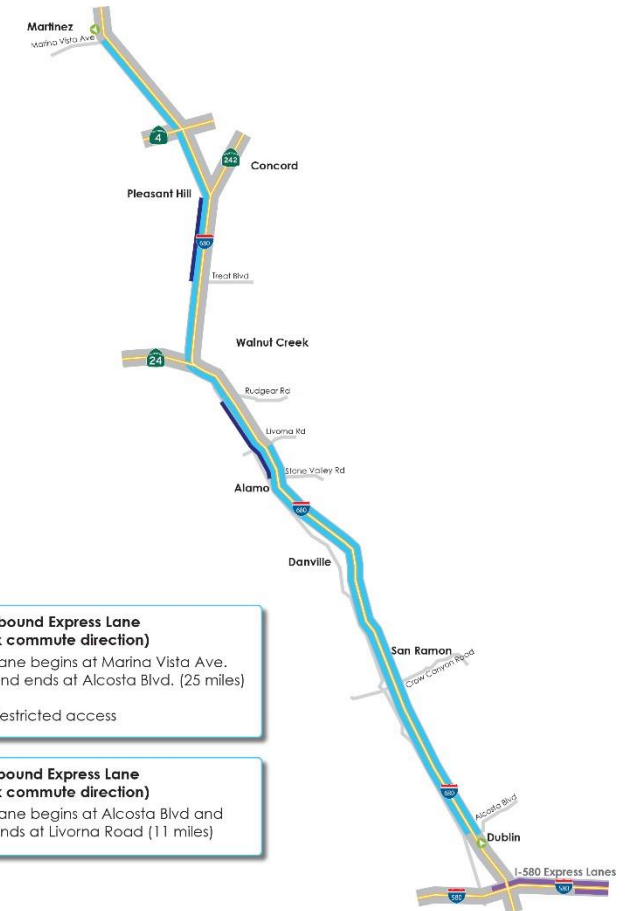 Martinez
Marina Vista Ave
4
242
Concord
Pleasant Hill
680
Treat Blvd
Walnut Creek
24
Rudgear Rd
Livorna Rd
Stone Valley Rd
Alamo
680
Danville
bound Express Lane
commute direction)
ane begins at Marina Vista Ave.
nd ends at Alcosta Blvd. (25 miles)
estricted access
San Ramon
Crow Canyon Road
bound Express Lane
commute direction)
ane begins at Alcosta Blvd and
nds at Livorna Road (11 miles)
680
Alcosta Blvd
Dublin
I-580 Express Lanes
580
580